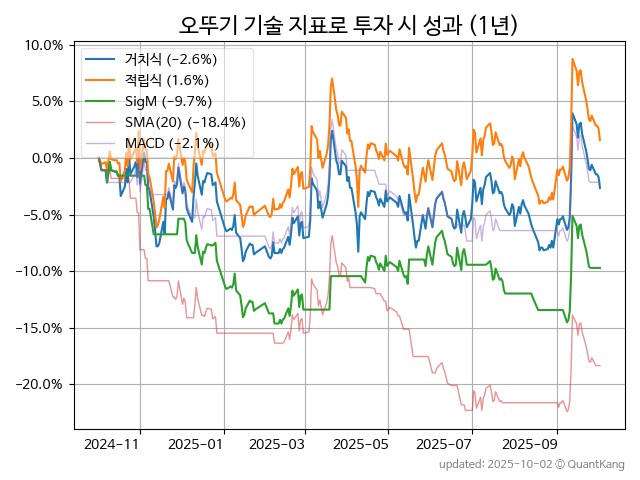 오뚜기 기술 지표로 투자 시 성과 (1년)
10.0%
5.0%
0.0%
−5.0%
−10.0%
−15.0%
−20.0%
거치식 (−2.6%)
적립식 (1.6%)
SigM (−9.7%)
SMA(20) (−18.4%)
MACD (−2.1%)
2024-11
2025-01
2025-03
2025-05
2025-07
2025-09
updated: 2025-10-02 © QuantKang